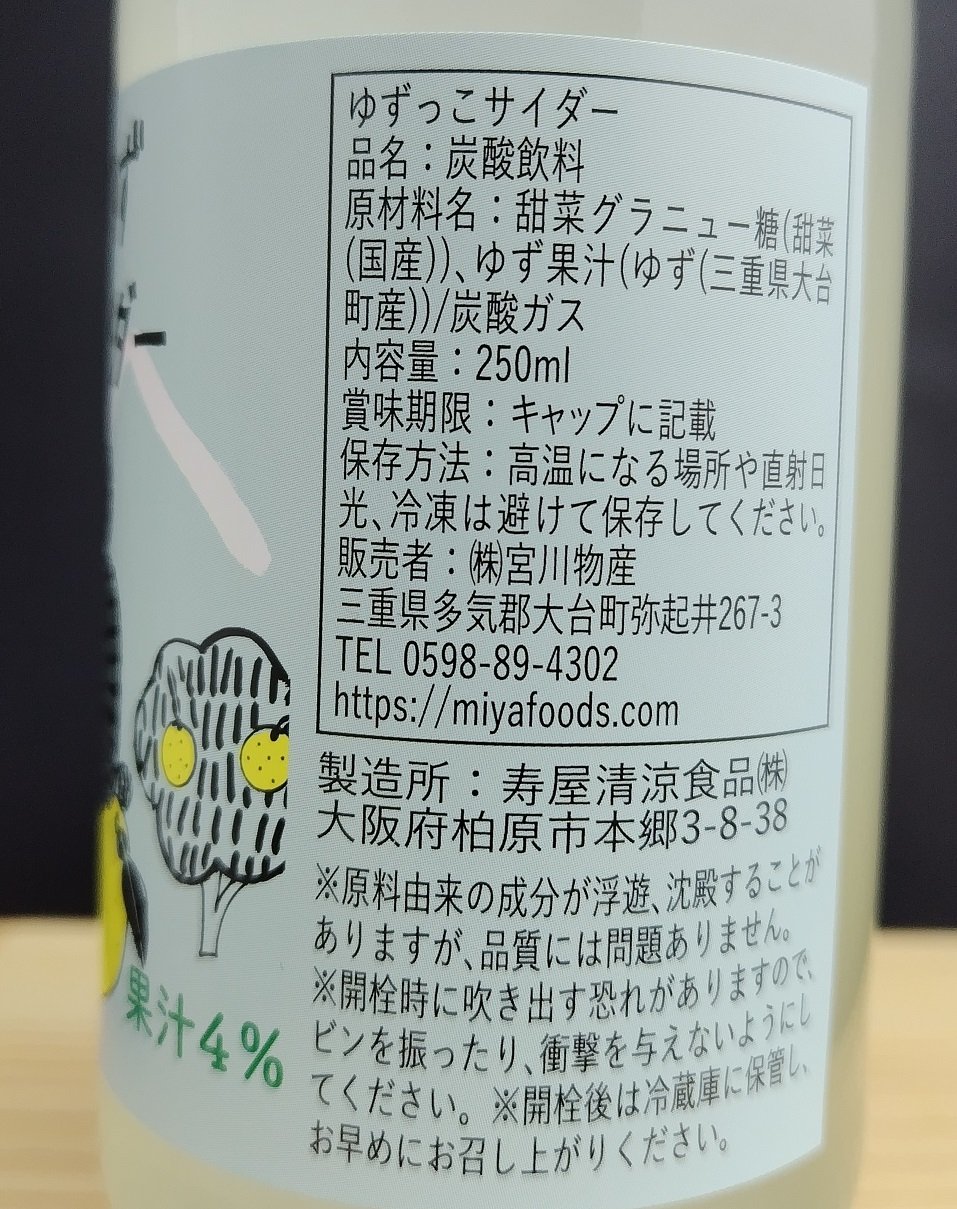 ゆずっこサイダー
品名：炭酸飲料
原材料名：甜菜グラニュー糖(甜菜
(国産))、ゆず果汁(ゆず(三重県大台
町産))/炭酸ガス
内容量：250ml
賞味期限：キャップに記載
保存方法：高温になる場所や直射日
光、冷凍は避けて保存してください。
販売者：㈱宮川物産
三重県多気郡大台町弥起井267-3
TEL 0598-89-4302
https://miyafoods.com
製造所：寿屋清涼食品㈱
大阪府柏原市本郷3-8-38
※原料由来の成分が浮遊、沈殿することが
ありますが、品質には問題ありません。
※開栓時に吹き出す恐れがありますので、
ビンを振ったり、衝撃を与えないようにし
てください。※開栓後は冷蔵庫に保管し、
お早めにお召し上がりください。
果汁4%